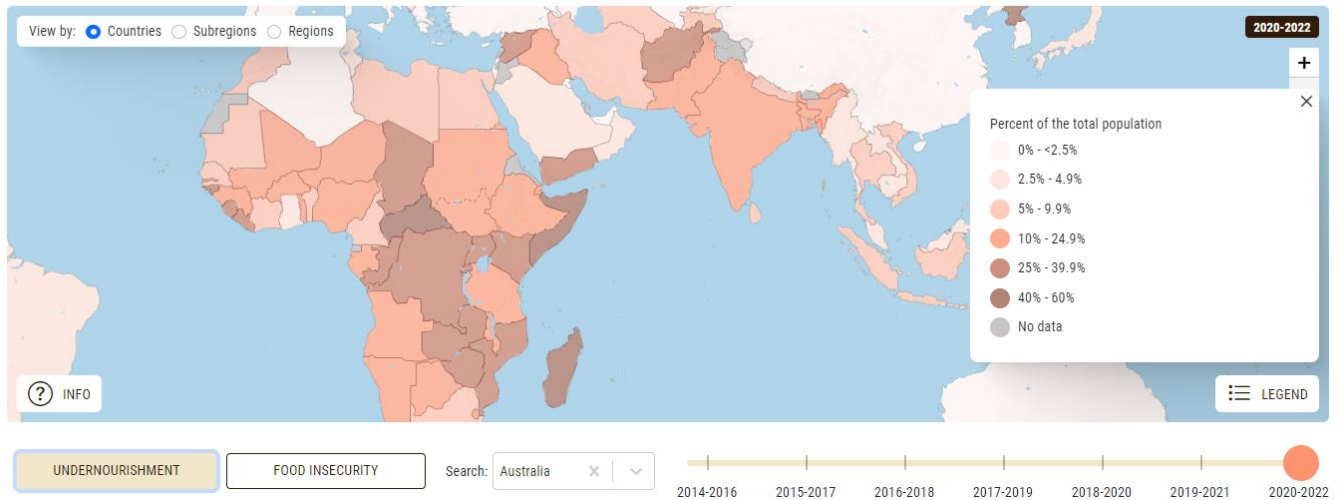 View by: Countries Subregions Regions
2020-2022
+
Percent of the total population
0% - <2.5%
2.5% - 4.9%
5% - 9.9%
10% - 24.9%
25% - 39.9%
40% - 60%
No data
? INFO
LEGEND
UNDERNOURISHMENT FOOD INSECURITY Search: Australia
2014-2016 2015-2017 2016-2018 2017-2019 2018-2020 2019-2021 2020-2022